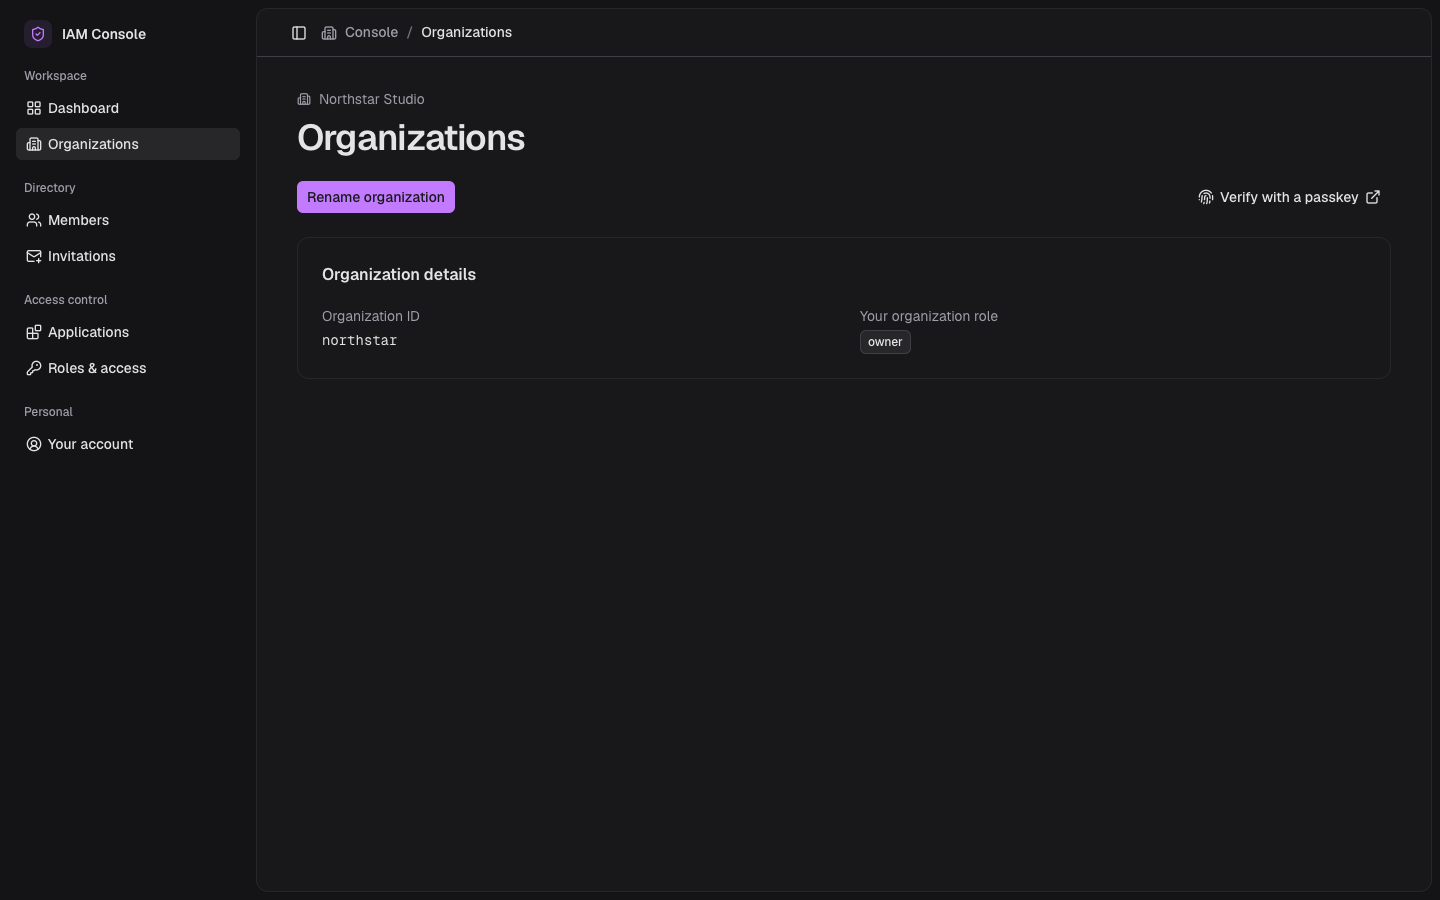 IAM Console
Workspace
Dashboard
Organizations
Directory
Members
Invitations
Access control
Applications
Roles & access
Personal
Your account
Console / Organizations
Northstar Studio
Organizations
Rename organization
Verify with a passkey
Organization details
Organization ID
northstar
Your organization role
owner